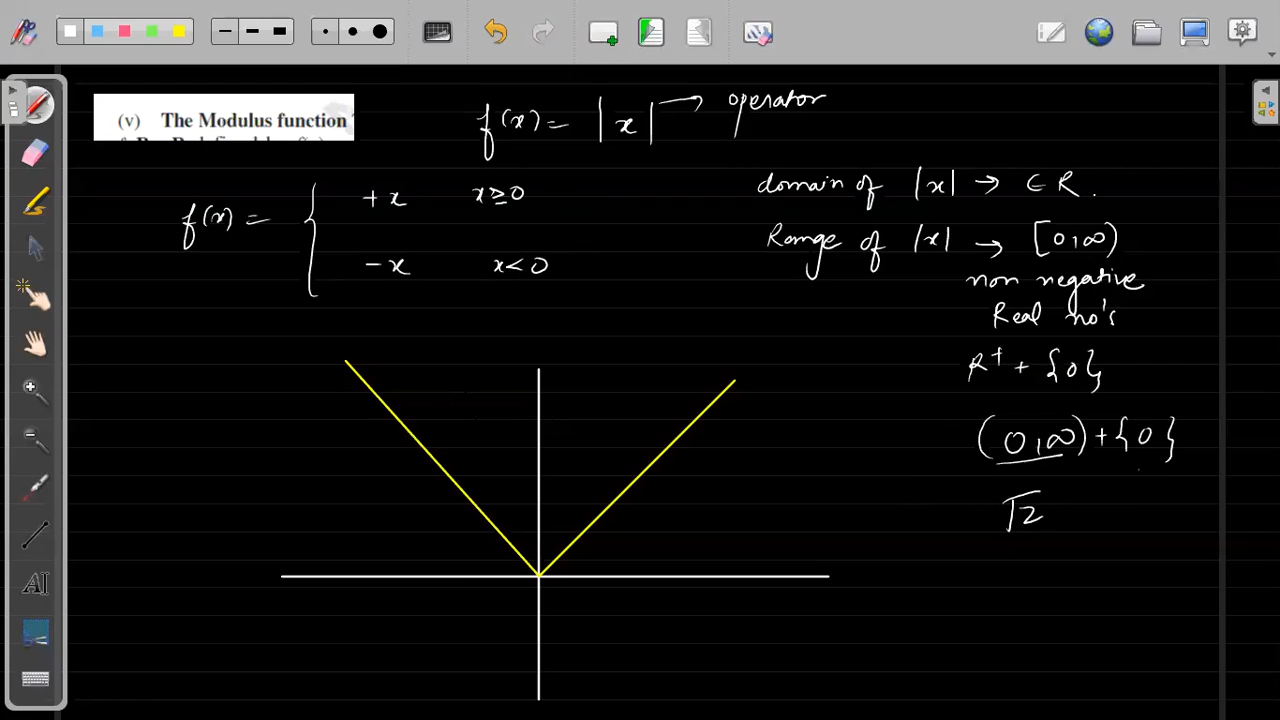 (v) The Modulus function
f(x) = |x| → operator
f(x) = { +x x ≥ 0
-x x < 0
domain of |x| → ∈ R.
Range of |x| → [0,∞)
non negative
Real no's
R⁺ + {0}
(0,∞) + {0}
√2